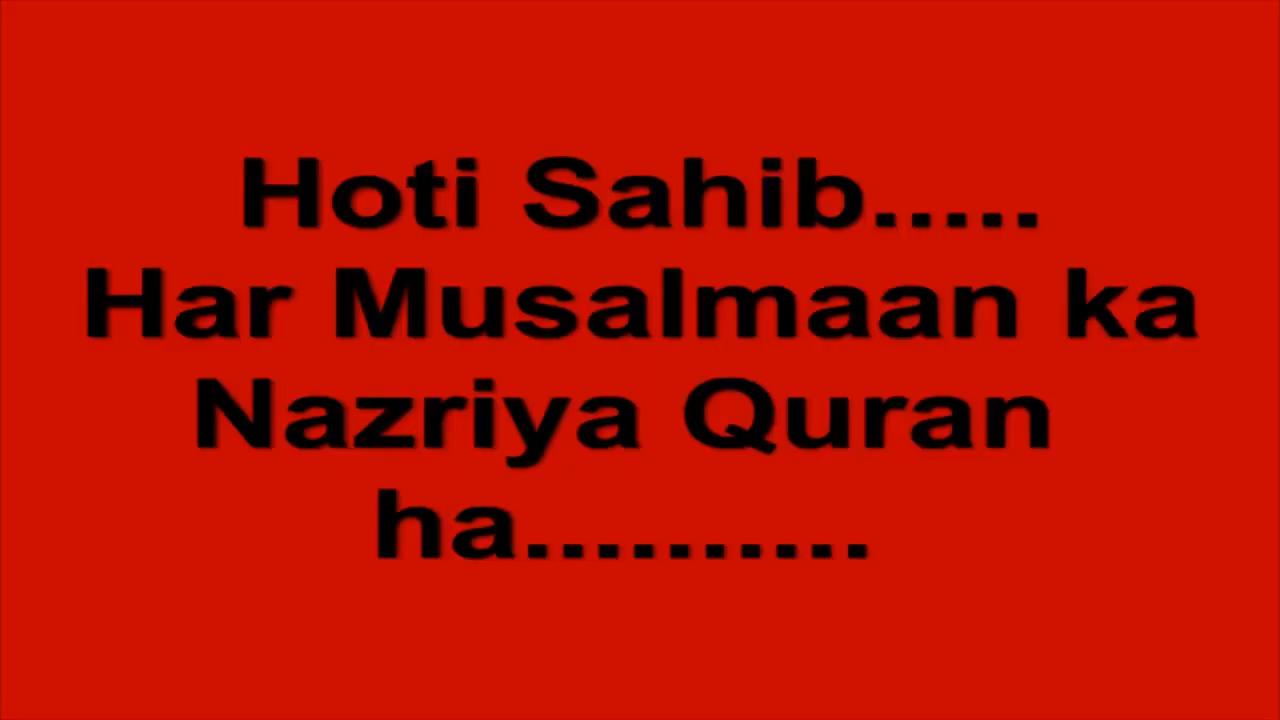 Hoti Sahib.....
Har Musalmaan ka
Nazriya Quran
ha..........